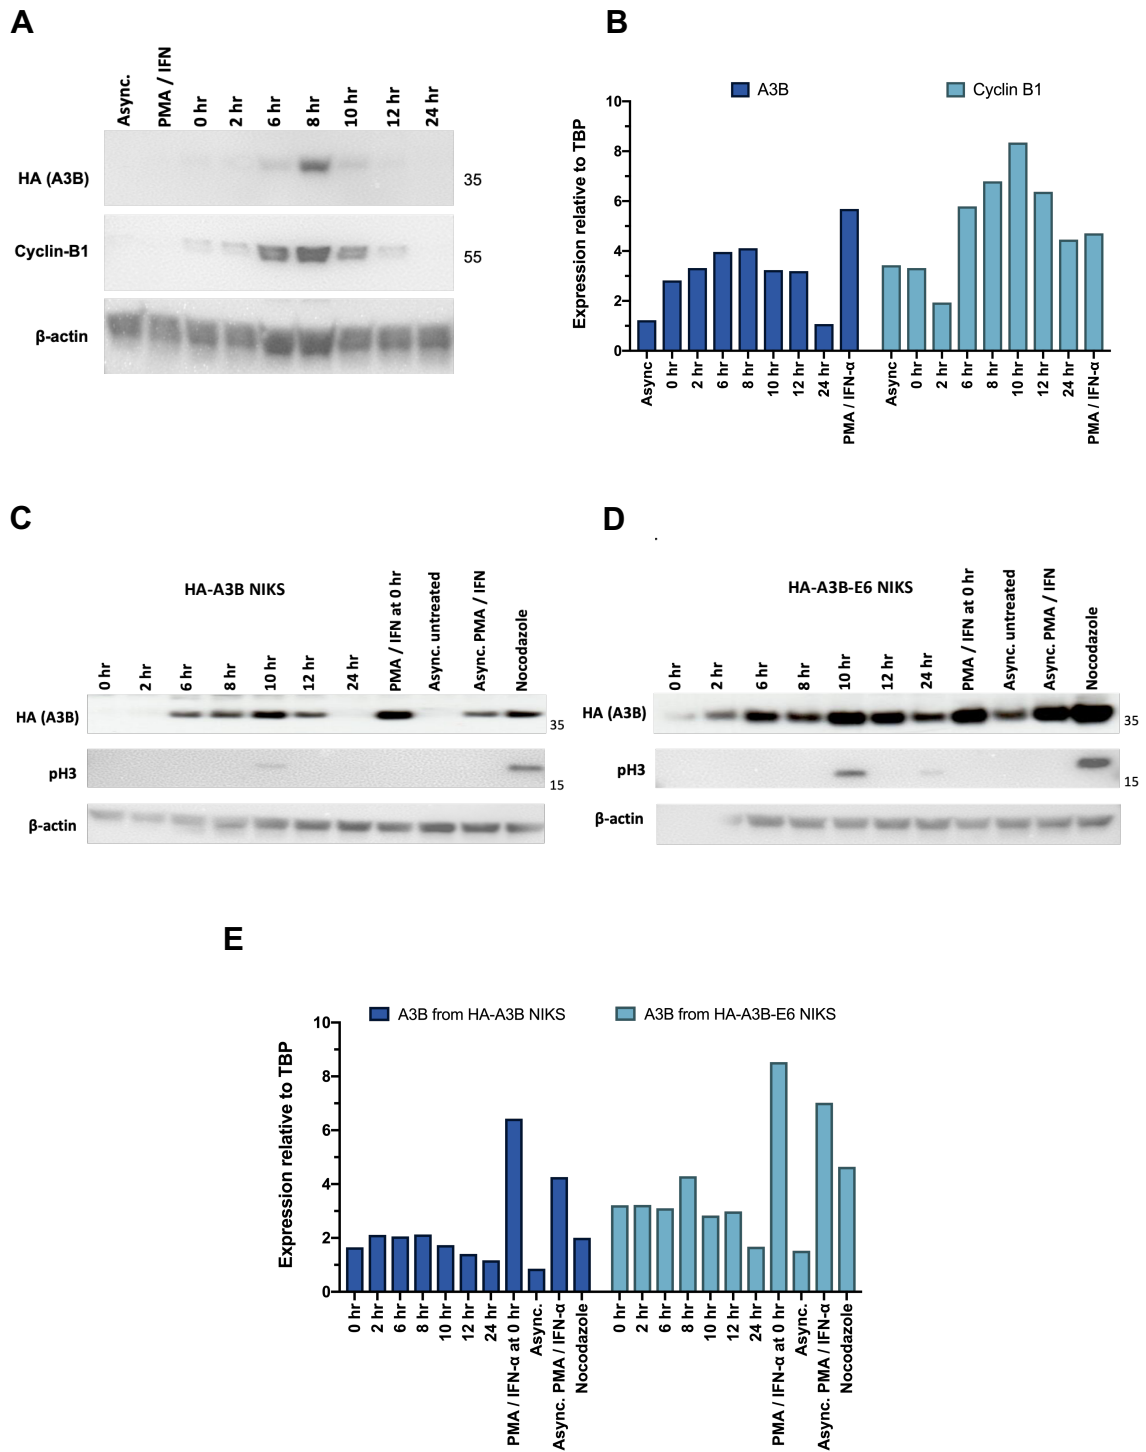 A
Async.
PMA / IFN
0 hr
2 hr
6 hr
8 hr
10 hr
12 hr
24 hr
HA (A3B)
35
Cyclin-B1
55
β-actin
B
A3B
Cyclin B1
Expression relative to TBP
10
8
6
4
2
0
Async
0 hr
2 hr
6 hr
8 hr
10 hr
12 hr
24 hr
PMA / IFN-α
Async
0 hr
2 hr
6 hr
8 hr
10 hr
12 hr
24 hr
PMA / IFN-α
C
HA-A3B NIKS
0 hr
2 hr
6 hr
8 hr
10 hr
12 hr
24 hr
PMA / IFN at 0 hr
Async. untreated
Async. PMA / IFN
Nocodazole
HA (A3B)
35
pH3
15
β-actin
D
HA-A3B-E6 NIKS
0 hr
2 hr
6 hr
8 hr
10 hr
12 hr
24 hr
PMA / IFN at 0 hr
Async. untreated
Async. PMA / IFN
Nocodazole
HA (A3B)
35
pH3
15
β-actin
E
A3B from HA-A3B NIKS
A3B from HA-A3B-E6 NIKS
Expression relative to TBP
10
8
6
4
2
0
0 hr
2 hr
6 hr
8 hr
10 hr
12 hr
24 hr
PMA / IFN-α at 0 hr
Async.
Async. PMA / IFN-α
Nocodazole
0 hr
2 hr
6 hr
8 hr
10 hr
12 hr
24 hr
PMA / IFN-α at 0 hr
Async.
Async. PMA / IFN-α
Nocodazole